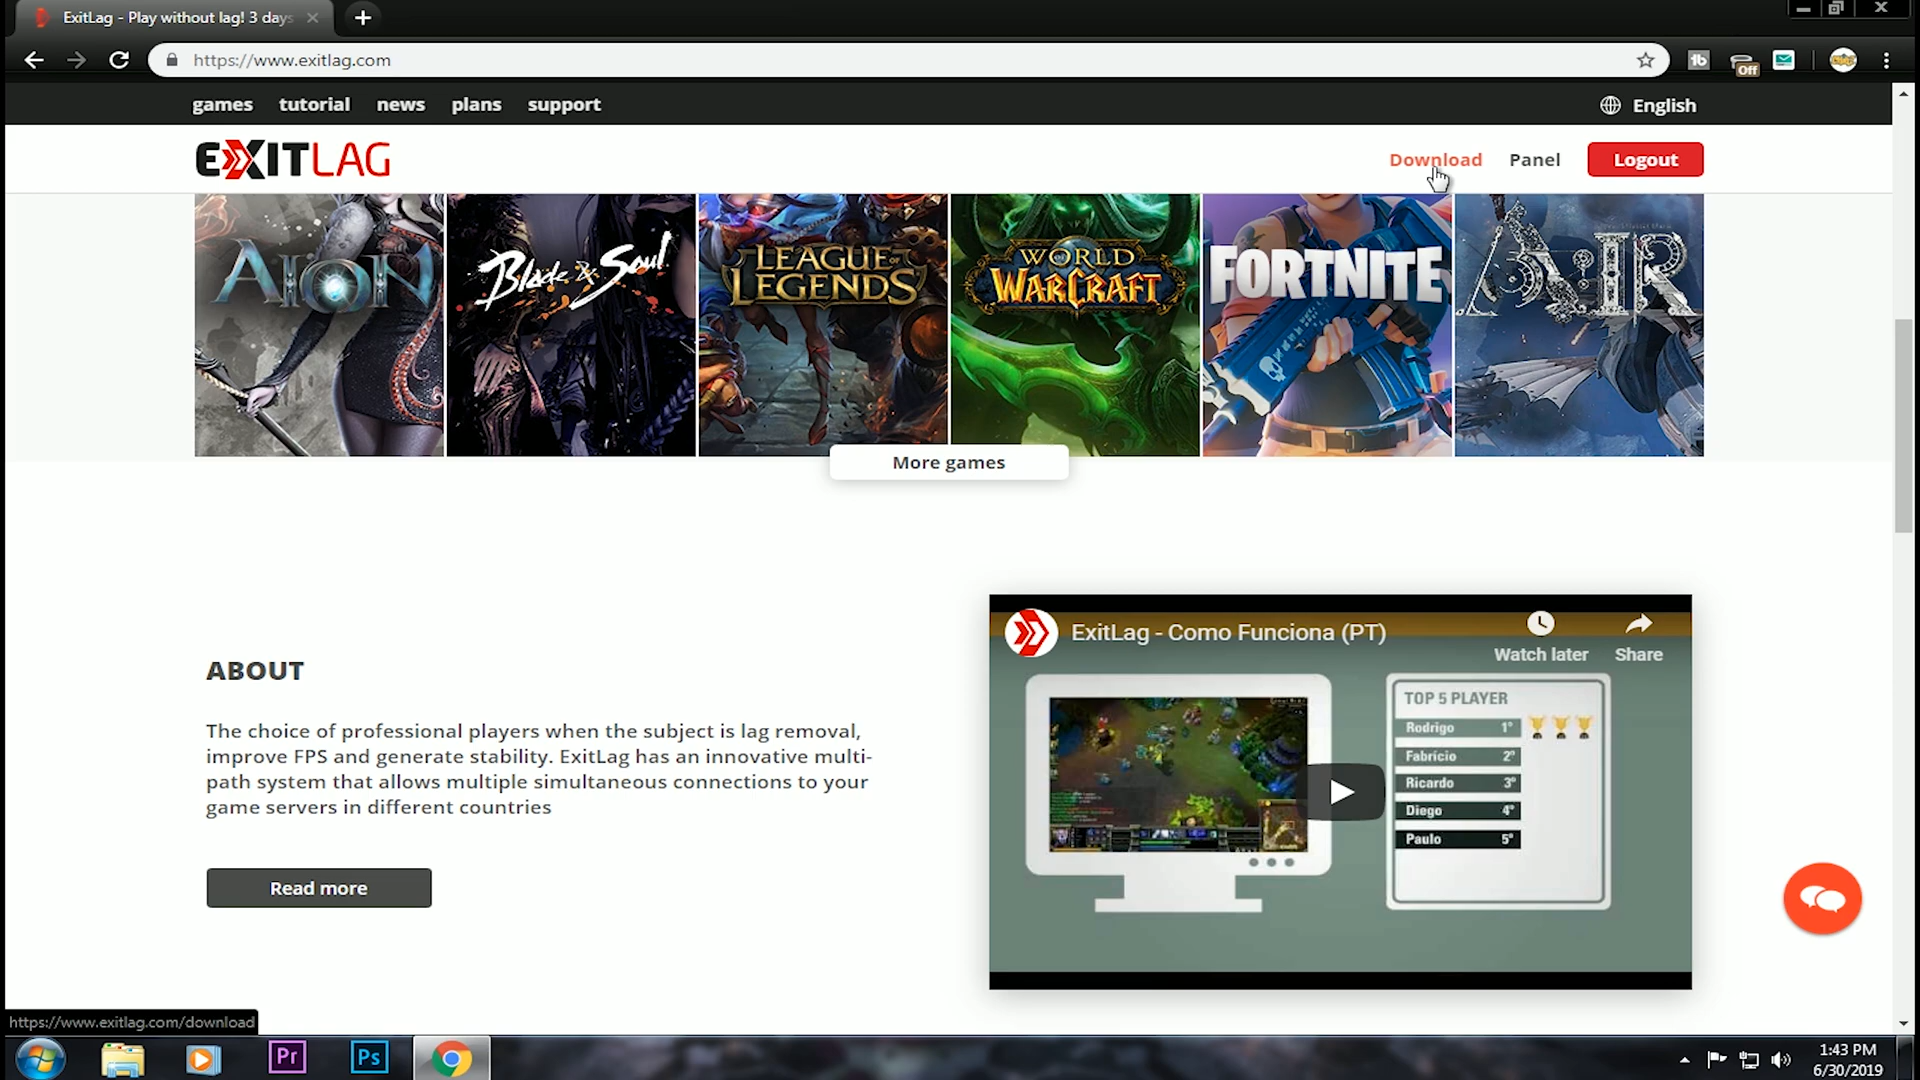 ExitLag - Play without lag! 3 days
https://www.exitlag.com
Off
games tutorial news plans support
English
EXITLAG
Download Panel Logout
AION
Blade & Soul
LEAGUE OF LEGENDS
WORLD OF WARCRAFT
FORTNITE
AIR
More games
ABOUT
The choice of professional players when the subject is lag removal,
improve FPS and generate stability. ExitLag has an innovative multi-
path system that allows multiple simultaneous connections to your
game servers in different countries
Read more
ExitLag - Como Funciona (PT)
Watch later
Share
TOP 5 PLAYER
Rodrigo 1º
Fabrício 2º
Ricardo 3º
Diego 4º
Paulo 5º
https://www.exitlag.com/download
Pr
Ps
1:43 PM
6/30/2019